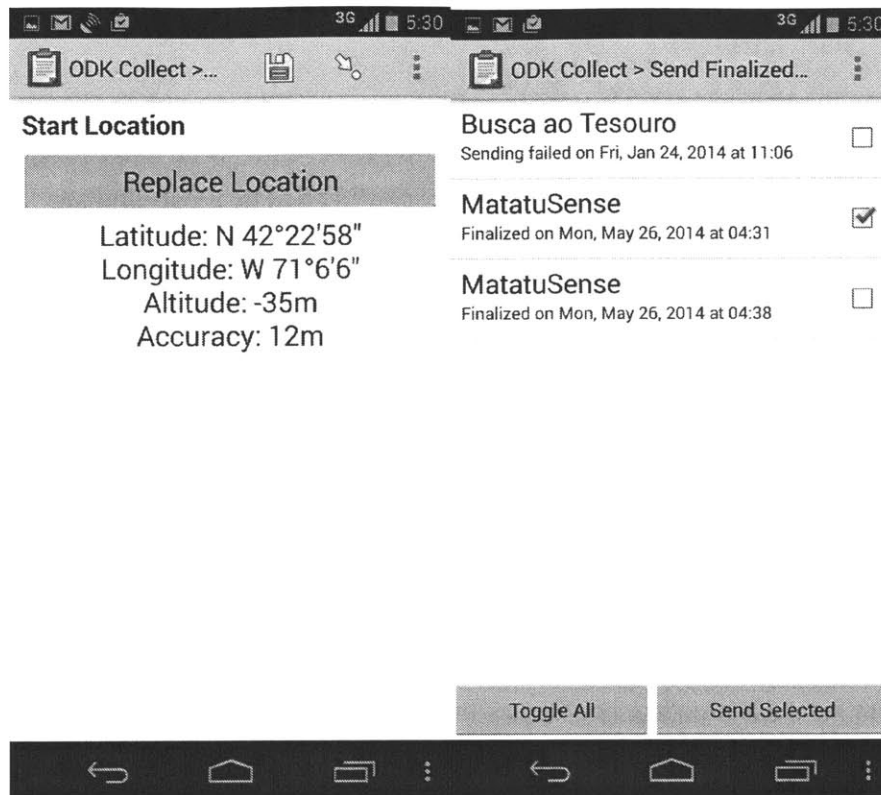 3G 5:30
ODK Collect >...
Start Location
Replace Location
Latitude: N 42°22'58"
Longitude: W 71°6'6"
Altitude: -35m
Accuracy: 12m
3G 5:30
ODK Collect > Send Finalized...
Busca ao Tesouro
Sending failed on Fri, Jan 24, 2014 at 11:06
MatatuSense
Finalized on Mon, May 26, 2014 at 04:31
MatatuSense
Finalized on Mon, May 26, 2014 at 04:38
Toggle All Send Selected